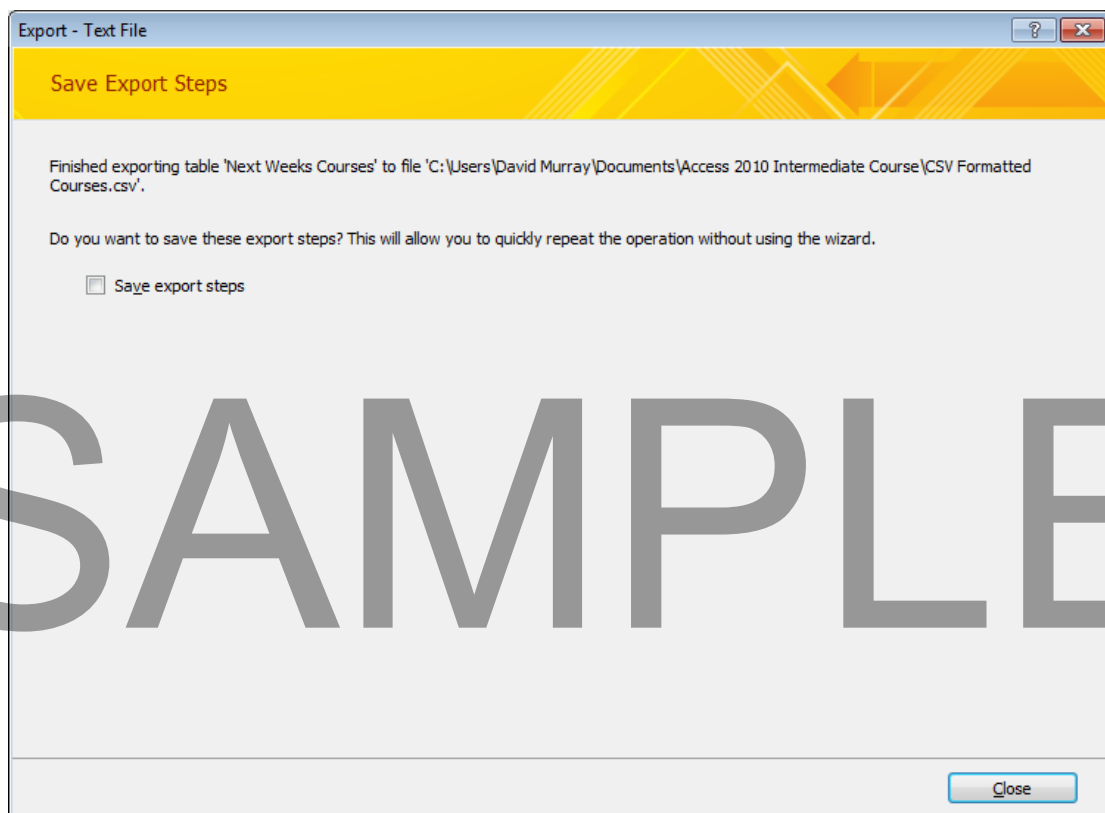 Export - Text File
Save Export Steps
Finished exporting table 'Next Weeks Courses' to file 'C:\Users\David Murray\Documents\Access 2010 Intermediate Course\CSV Formatted
Courses.csv'.
Do you want to save these export steps? This will allow you to quickly repeat the operation without using the wizard.
Save export steps
SAMPLE
Close